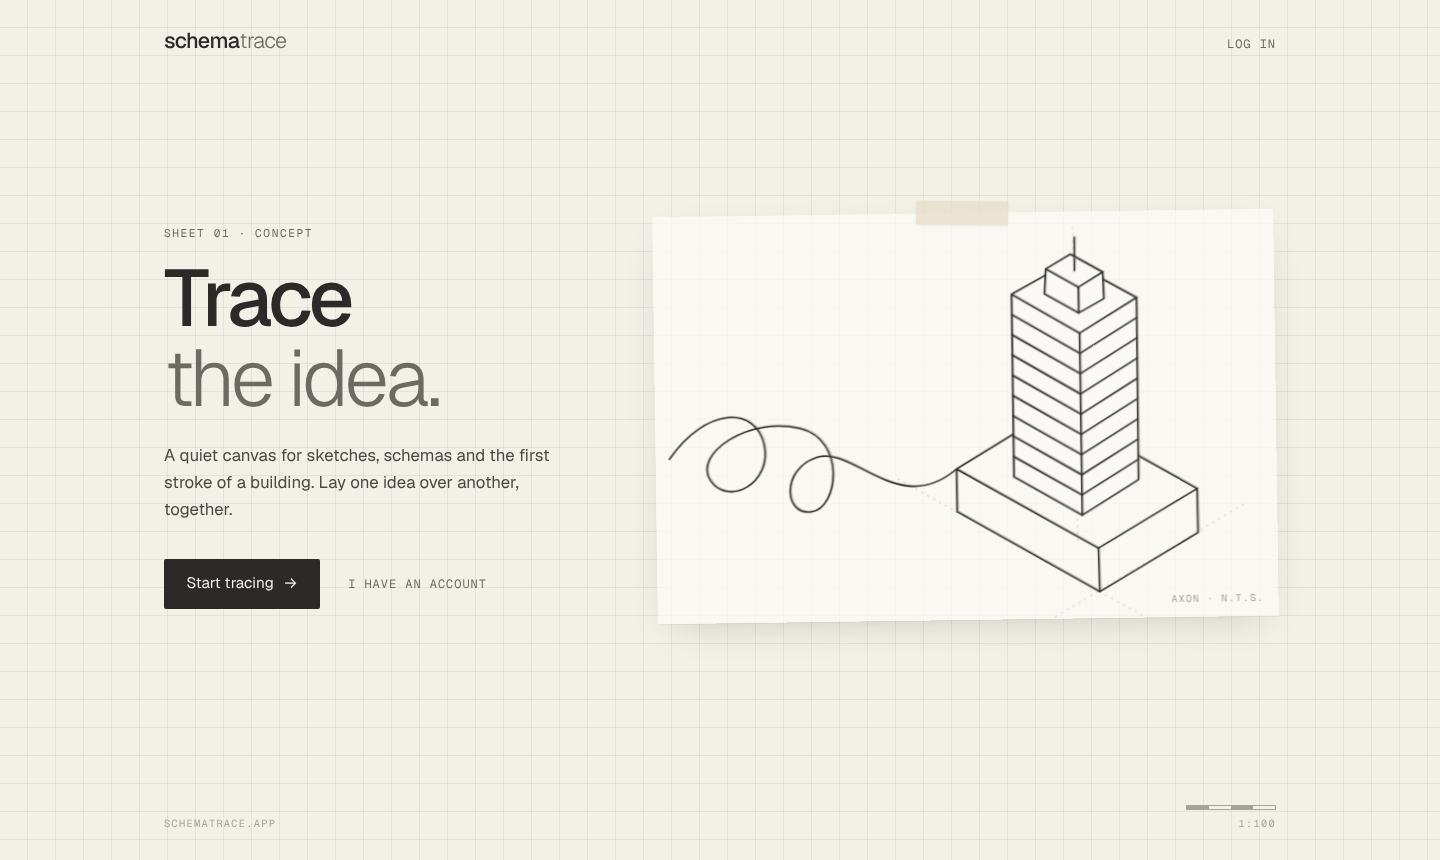 schematrace
LOG IN
SHEET 01 · CONCEPT
Trace
the idea.
A quiet canvas for sketches, schemas and the first
stroke of a building. Lay one idea over another,
together.
Start tracing →
I HAVE AN ACCOUNT
AXON · N.T.S.
SCHEMATRACE.APP
1:100